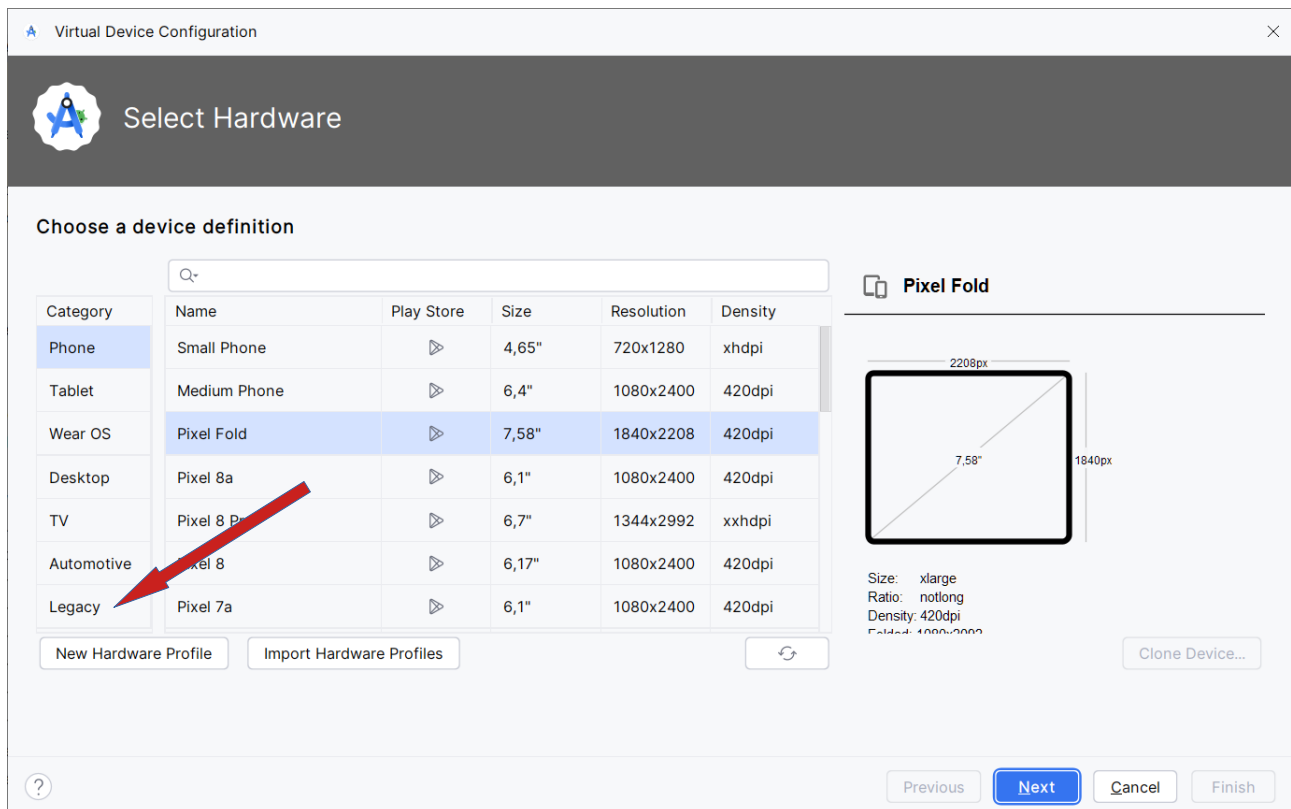 Virtual Device Configuration
Select Hardware
Choose a device definition
Category Name Play Store Size Resolution Density
Phone Small Phone 4,65" 720x1280 xhdpi
Tablet Medium Phone 6,4" 1080x2400 420dpi
Wear OS Pixel Fold 7,58" 1840x2208 420dpi
Desktop Pixel 8a 6,1" 1080x2400 420dpi
TV Pixel 8 6,7" 1344x2992 xxhdpi
Automotive 8 6,17" 1080x2400 420dpi
Legacy Pixel 7a 6,1" 1080x2400 420dpi
New Hardware Profile Import Hardware Profiles
Pixel Fold
2208px
7,58"
1840px
Size: xlarge
Ratio: notlong
Density: 420dpi
Clone Device...
? Previous Next Cancel Finish